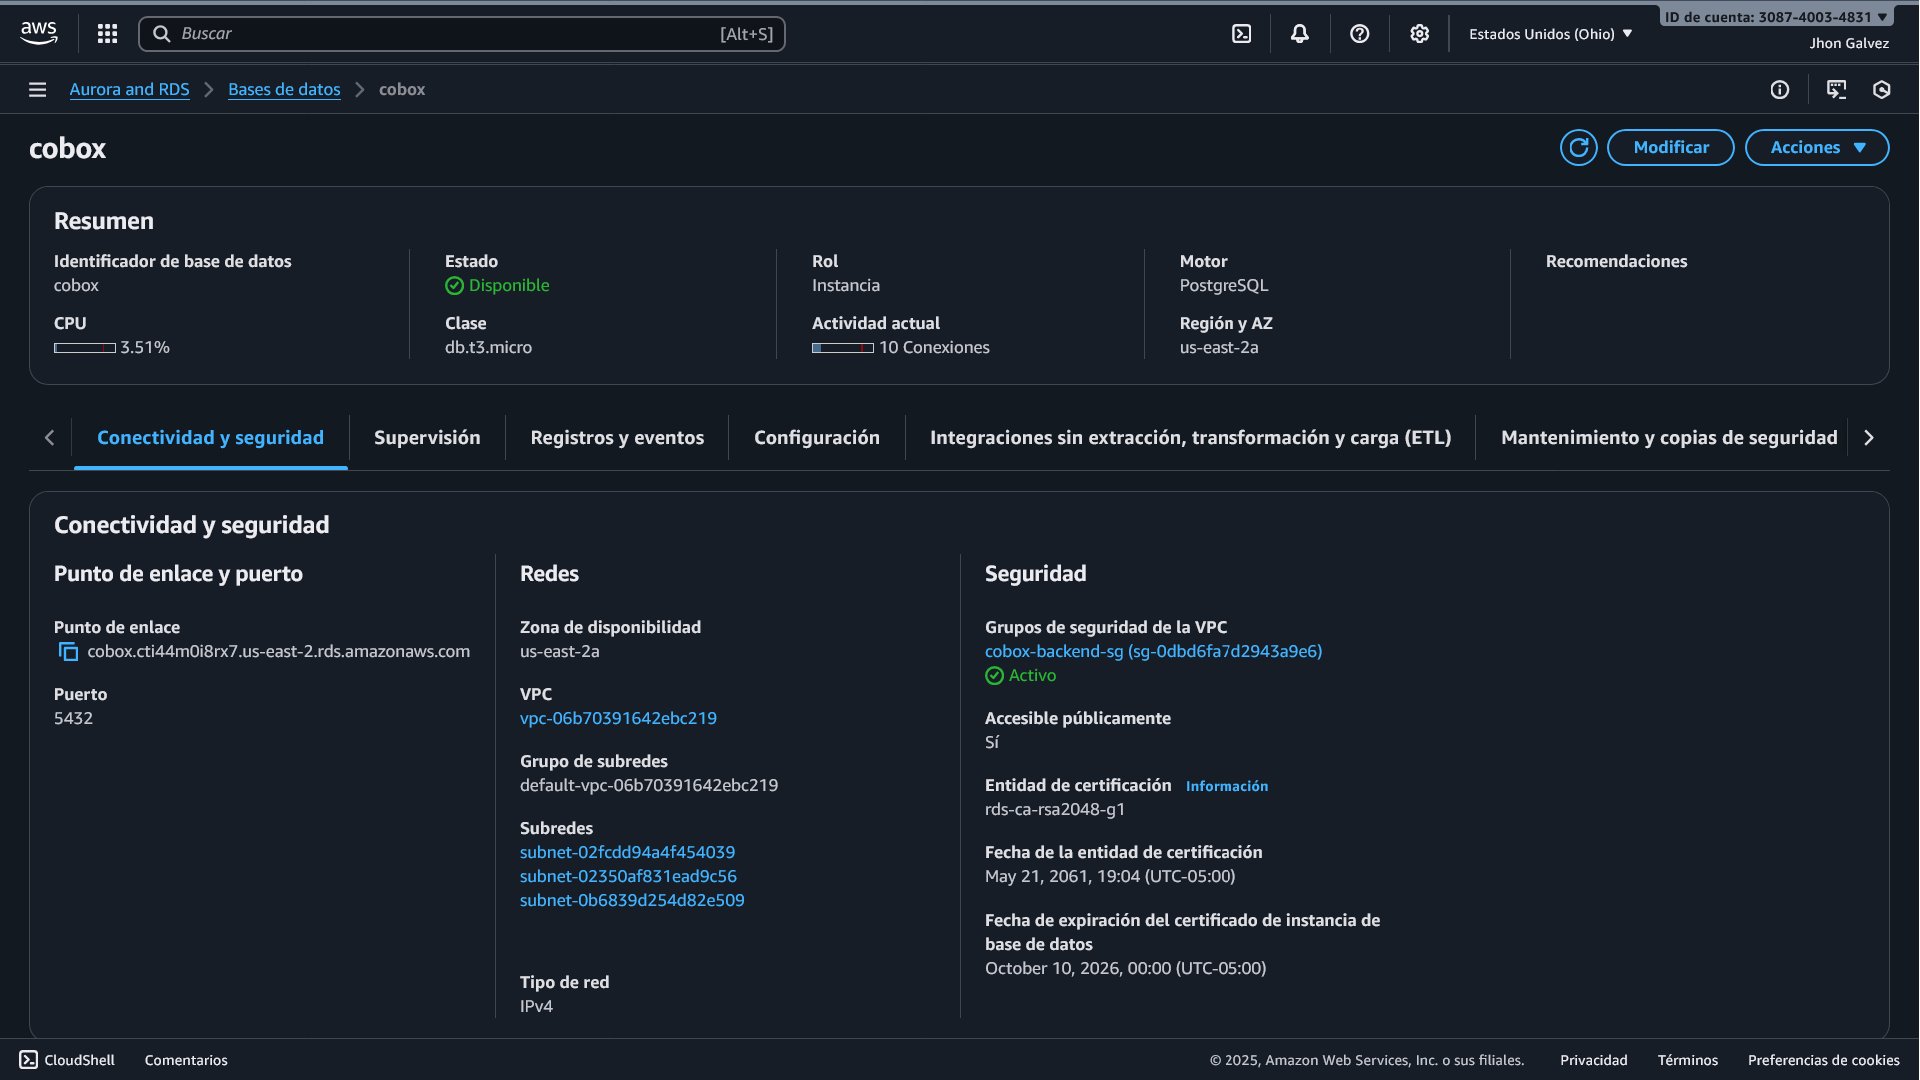 aws
Buscar [Alt+S]
Estados Unidos (Ohio)
ID de cuenta: 3087-4003-4831
Jhon Galvez
Aurora and RDS
Bases de datos
cobox
cobox
Modificar
Acciones
Resumen
Identificador de base de datos
cobox
CPU
3.51%
Estado
Disponible
Clase
db.t3.micro
Rol
Instancia
Actividad actual
10 Conexiones
Motor
PostgreSQL
Región y AZ
us-east-2a
Recomendaciones
Conectividad y seguridad
Supervisión
Registros y eventos
Configuración
Integraciones sin extracción, transformación y carga (ETL)
Mantenimiento y copias de seguridad
Conectividad y seguridad
Punto de enlace y puerto
Punto de enlace
cobox.cti44m0i8rx7.us-east-2.rds.amazonaws.com
Puerto
5432
Redes
Zona de disponibilidad
us-east-2a
VPC
vpc-06b70391642ebc219
Grupo de subredes
default-vpc-06b70391642ebc219
Subredes
subnet-02fcdd94a4f454039
subnet-02350af831ead9c56
subnet-0b6839d254d82e509
Tipo de red
IPv4
Seguridad
Grupos de seguridad de la VPC
cobox-backend-sg (sg-0dbd6fa7d2943a9e6)
Activo
Accesible públicamente
Sí
Entidad de certificación Información
rds-ca-rsa2048-g1
Fecha de la entidad de certificación
May 21, 2061, 19:04 (UTC-05:00)
Fecha de expiración del certificado de instancia de
base de datos
October 10, 2026, 00:00 (UTC-05:00)
CloudShell
Comentarios
© 2025, Amazon Web Services, Inc. o sus filiales.
Privacidad
Términos
Preferencias de cookies